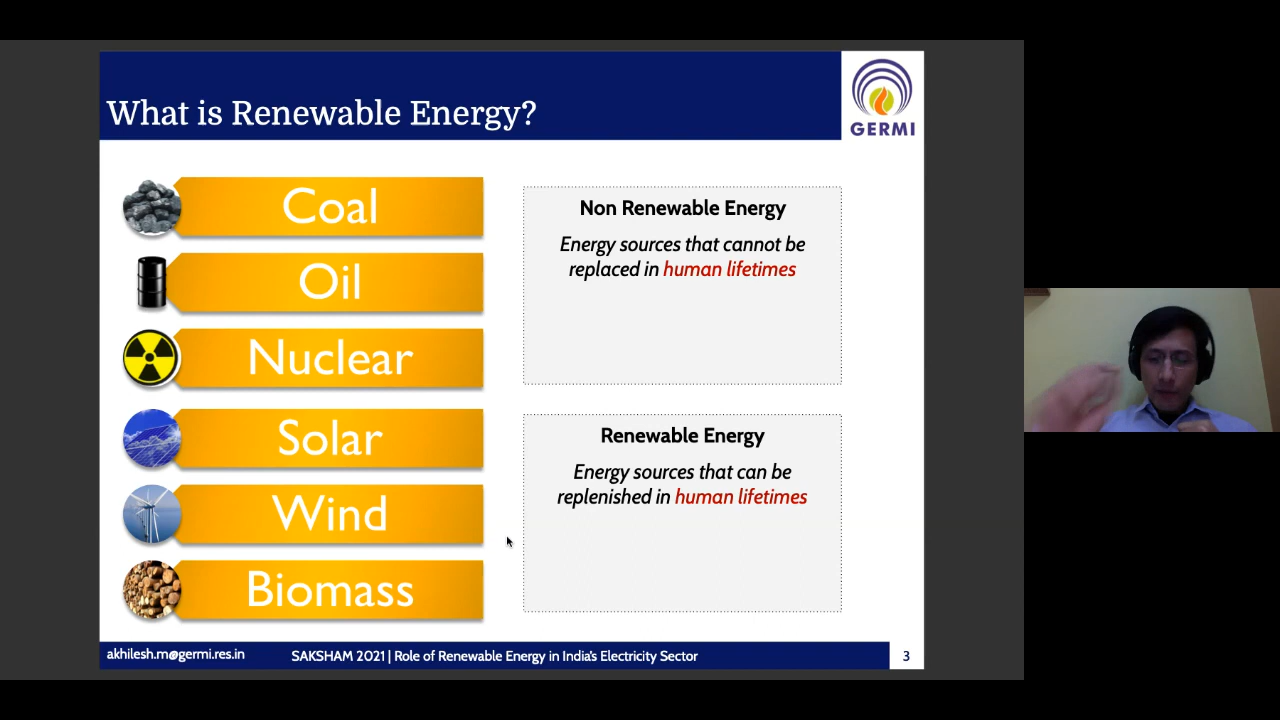 What is Renewable Energy?
GERMI
Coal
Oil
Nuclear
Solar
Wind
Biomass
Non Renewable Energy
Energy sources that cannot be
replaced in human lifetimes
Renewable Energy
Energy sources that can be
replenished in human lifetimes
akhilesh.m@germi.res.in
SAKSHAM 2021 | Role of Renewable Energy in India's Electricity Sector
3